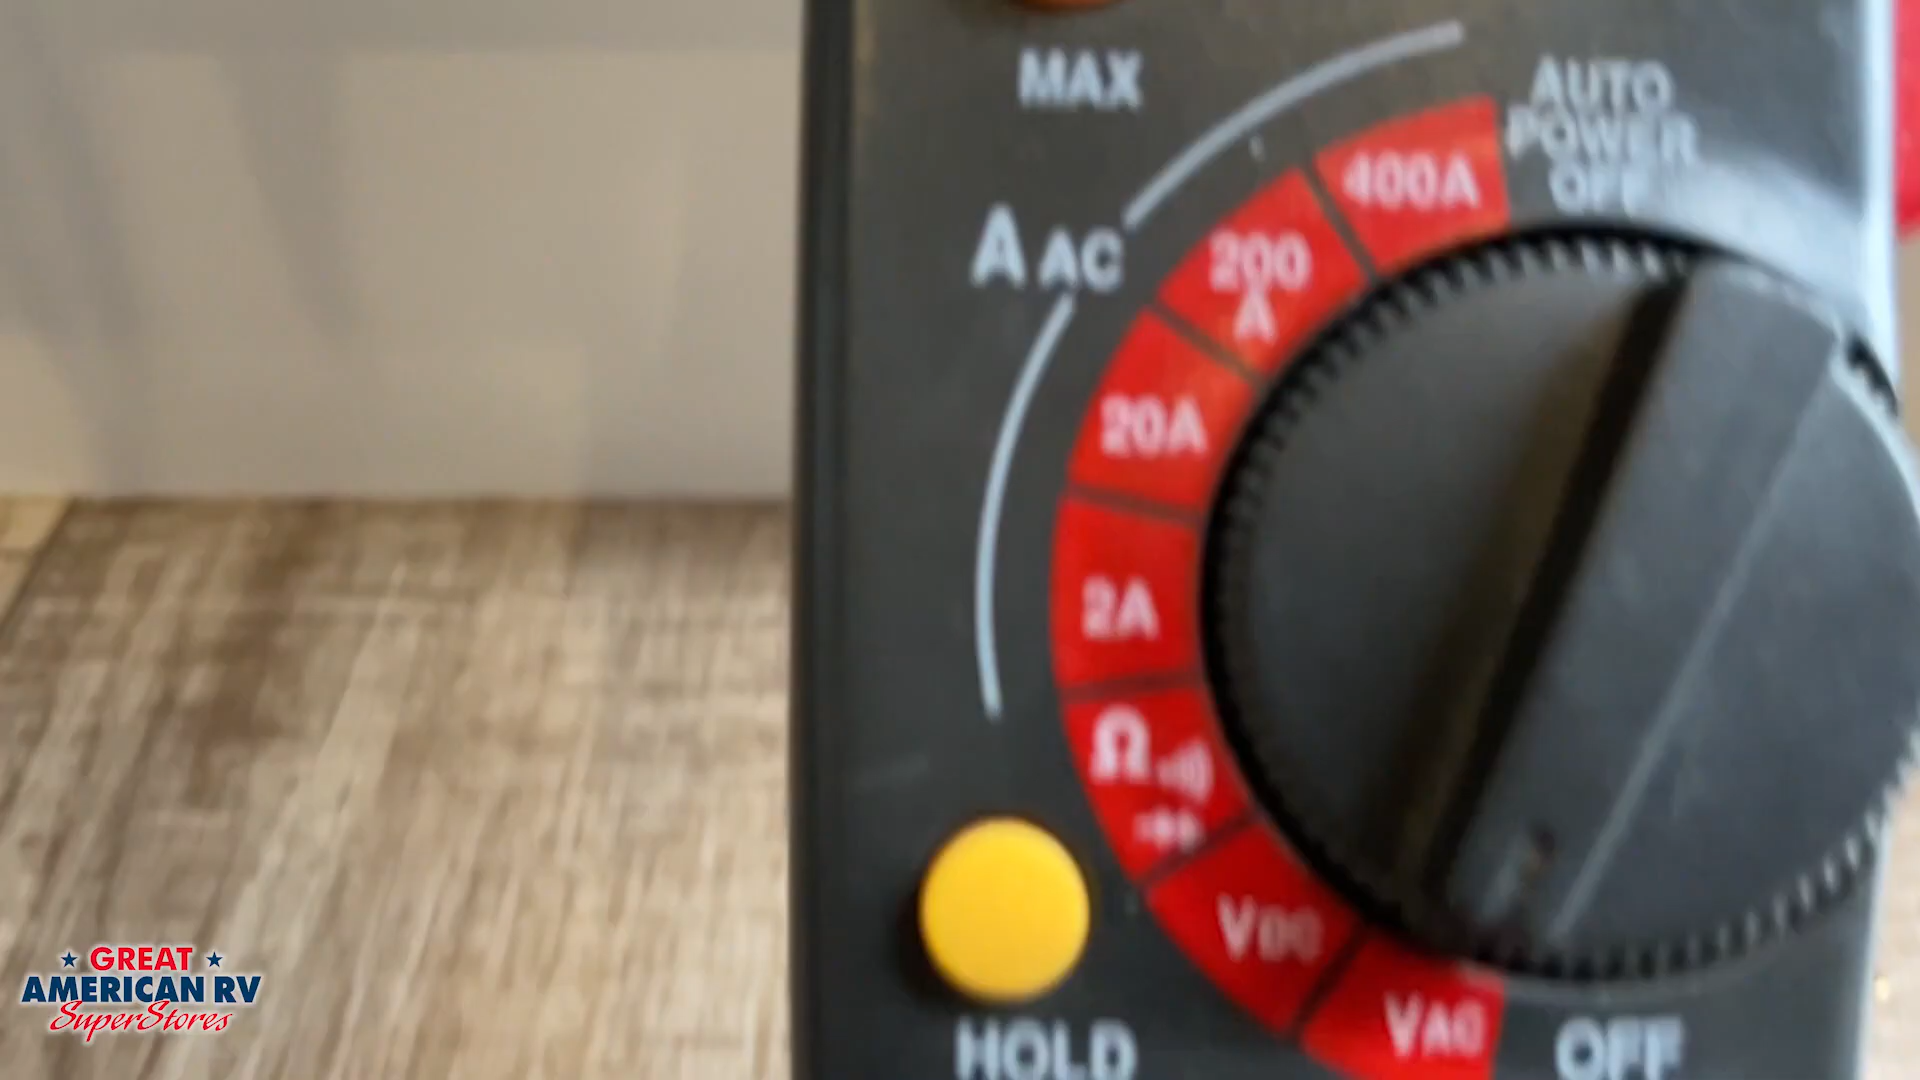 MAX
AUTO
POWER
OFF
400A
200
A
A AC
20A
2A
Ω
VDC
VAC
HOLD
OFF
GREAT
AMERICAN RV
SuperStores